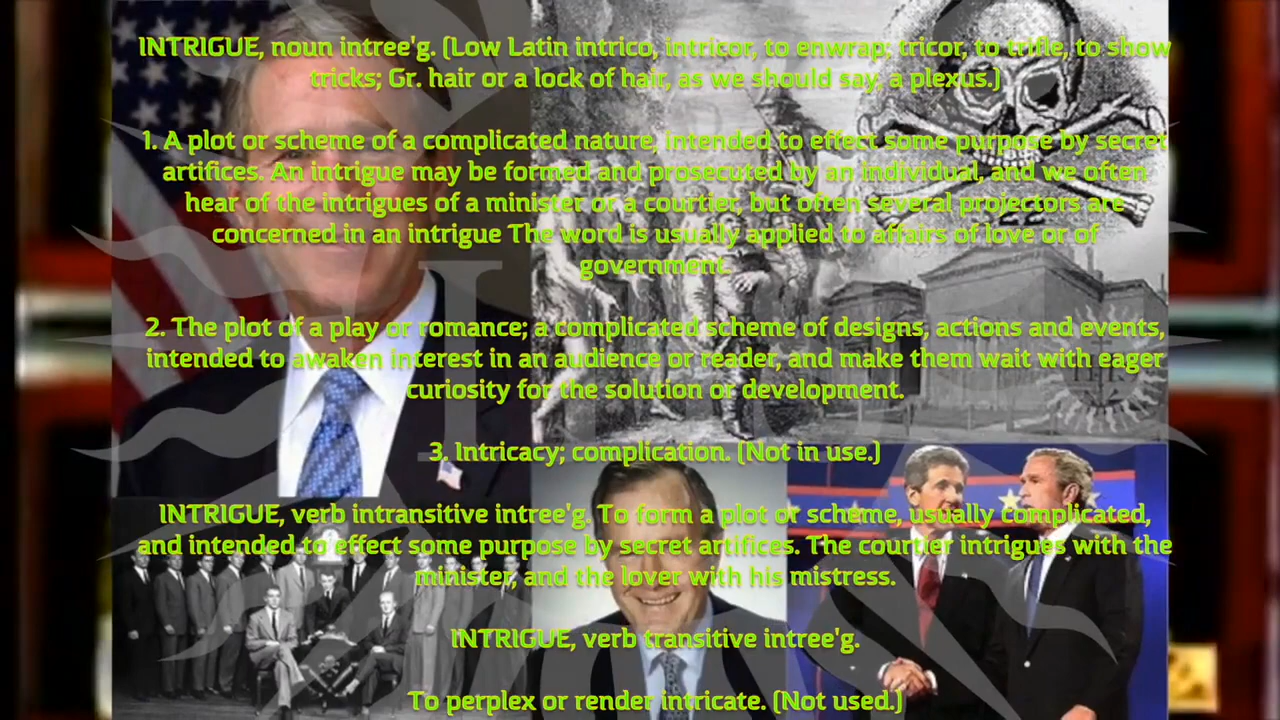 INTRIGUE, noun intree'g. (Low Latin intrico, intricor, to enwrap; tricor, to trifle, to show
tricks; Gr. hair or a lock of hair, as we should say, a plexus.)
1. A plot or scheme of a complicated nature, intended to effect some purpose by secret
artifices. An intrigue may be formed and prosecuted by an individual, and we often
hear of the intrigues of a minister or a courtier, but often several projectors are
concerned in an intrigue The word is usually applied to affairs of love or of
government.
2. The plot of a play or romance; a complicated scheme of designs, actions and events,
intended to awaken interest in an audience or reader, and make them wait with eager
curiosity for the solution or development.
3. Intricacy; complication. (Not in use.)
INTRIGUE, verb intransitive intree'g. To form a plot or scheme, usually complicated,
and intended to effect some purpose by secret artifices. The courtier intrigues with the
minister, and the lover with his mistress.
INTRIGUE, verb transitive intree'g.
To perplex or render intricate. (Not used.)
IHS